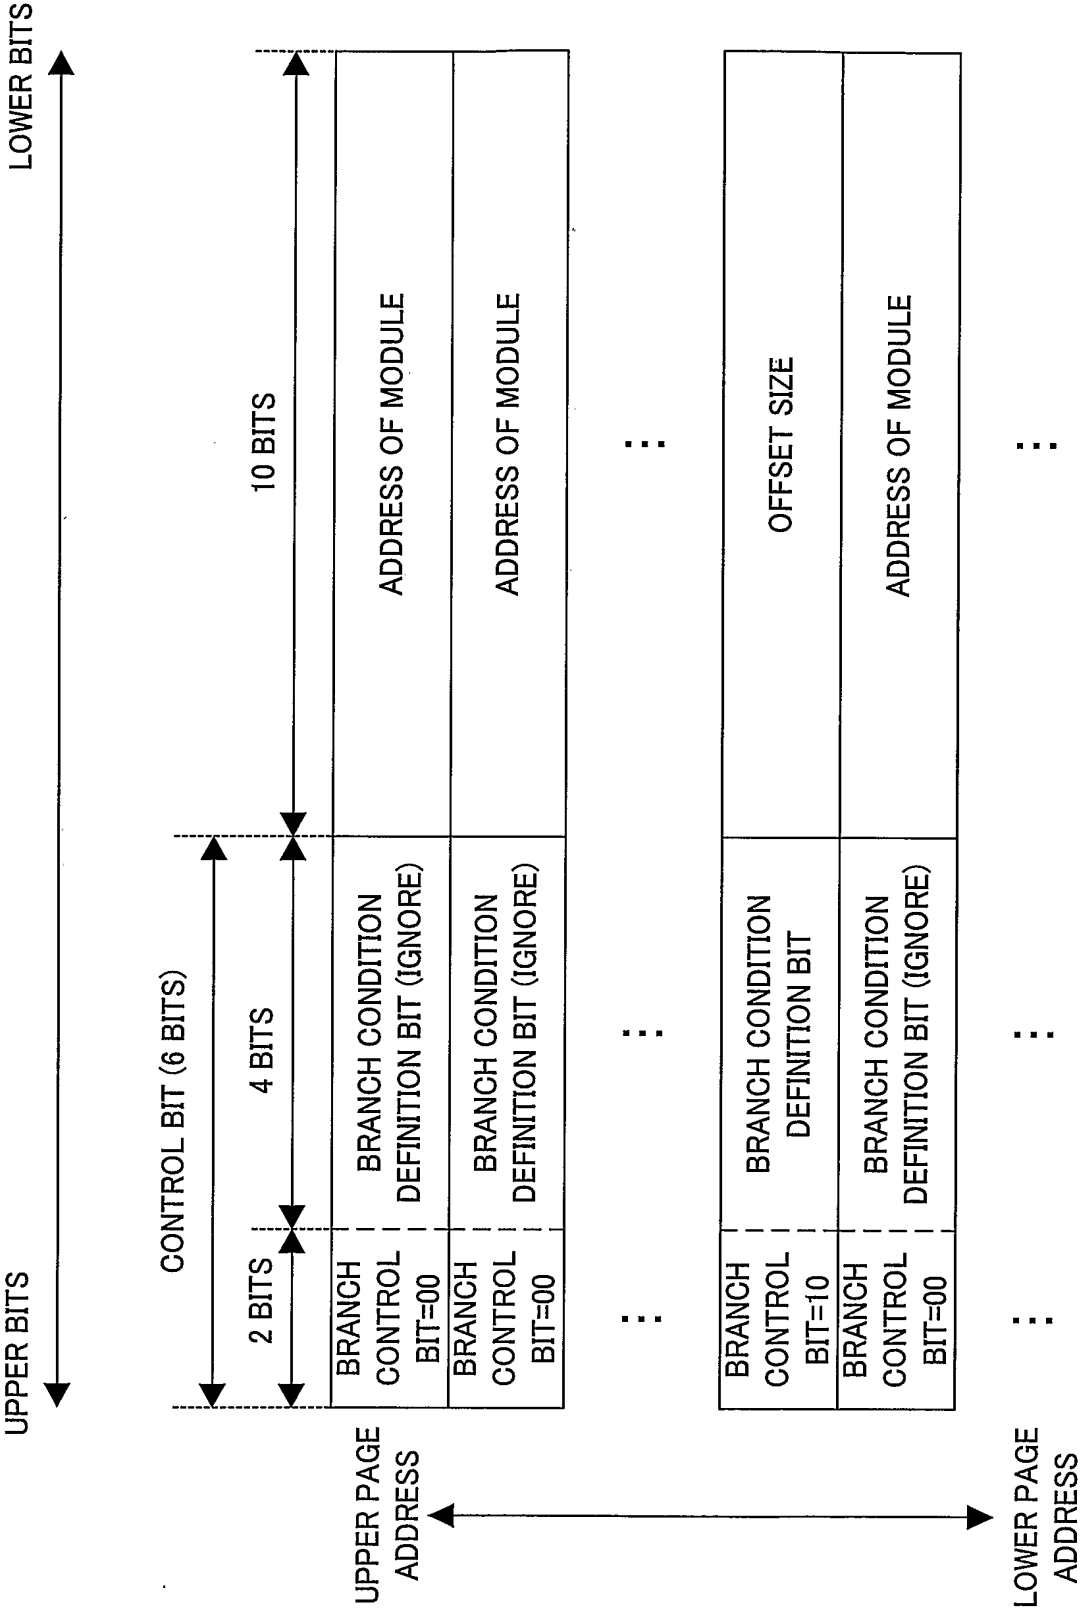 UPPER BITS
LOWER BITS
CONTROL BIT (6 BITS)
2 BITS
4 BITS
10 BITS
UPPER PAGE
ADDRESS
BRANCH
CONTROL
BIT=00
BRANCH CONDITION
DEFINITION BIT (IGNORE)
ADDRESS OF MODULE
BRANCH
CONTROL
BIT=00
BRANCH CONDITION
DEFINITION BIT (IGNORE)
ADDRESS OF MODULE
...
...
...
BRANCH
CONTROL
BIT=10
BRANCH CONDITION
DEFINITION BIT
OFFSET SIZE
BRANCH
CONTROL
BIT=00
BRANCH CONDITION
DEFINITION BIT (IGNORE)
ADDRESS OF MODULE
LOWER PAGE
ADDRESS
...
...
...